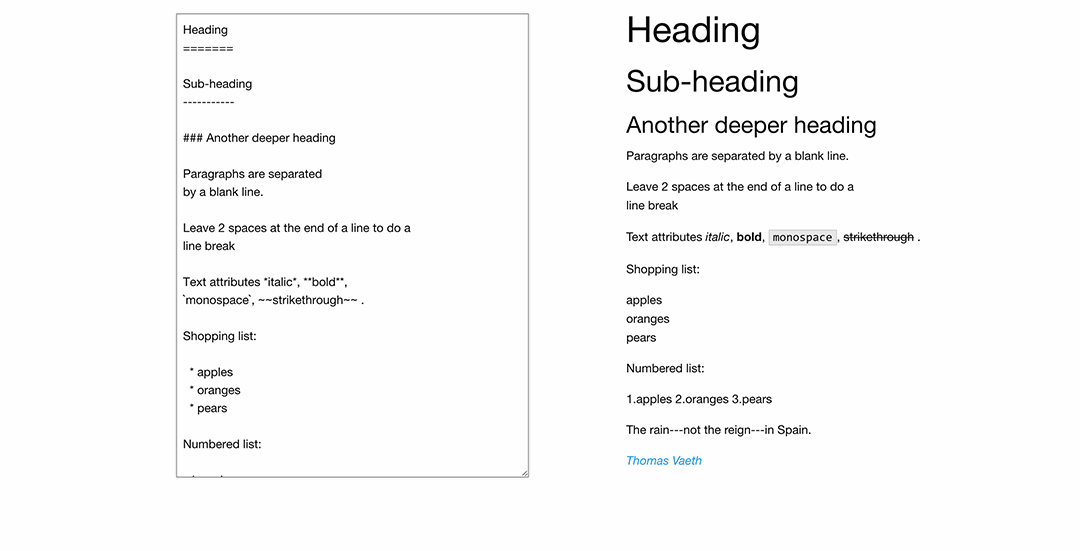 Heading
=======
Sub-heading
-----------
### Another deeper heading
Paragraphs are separated
by a blank line.
Leave 2 spaces at the end of a line to do a
line break
Text attributes *italic*, **bold**,
`monospace`, ~~strikethrough~~ .
Shopping list:
* apples
* oranges
* pears
Numbered list:
Heading
Sub-heading
Another deeper heading
Paragraphs are separated by a blank line.
Leave 2 spaces at the end of a line to do a
line break
Text attributes italic, bold, monospace, strikethrough .
Shopping list:
apples
oranges
pears
Numbered list:
1.apples 2.oranges 3.pears
The rain---not the reign---in Spain.
Thomas Vaeth